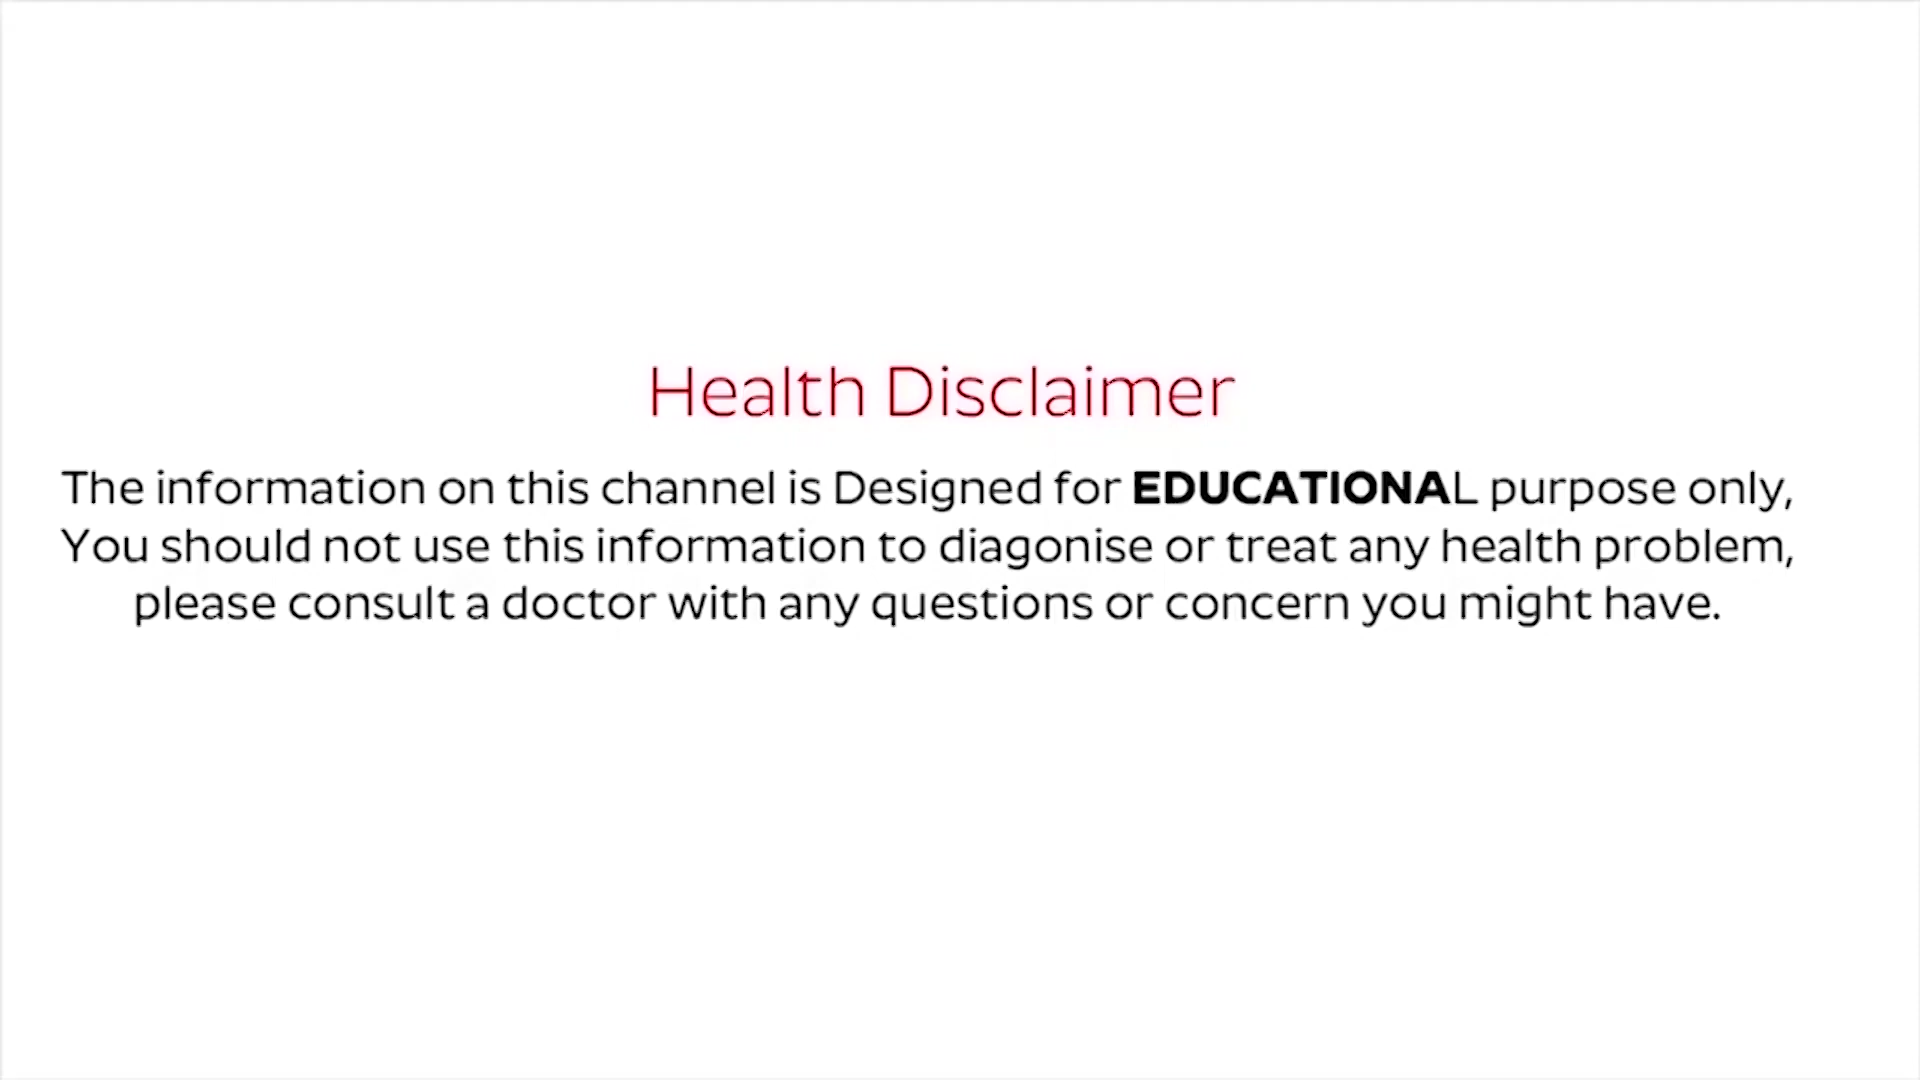 Health Disclaimer
The information on this channel is Designed for EDUCATIONAL purpose only,
You should not use this information to diagonise or treat any health problem,
please consult a doctor with any questions or concern you might have.